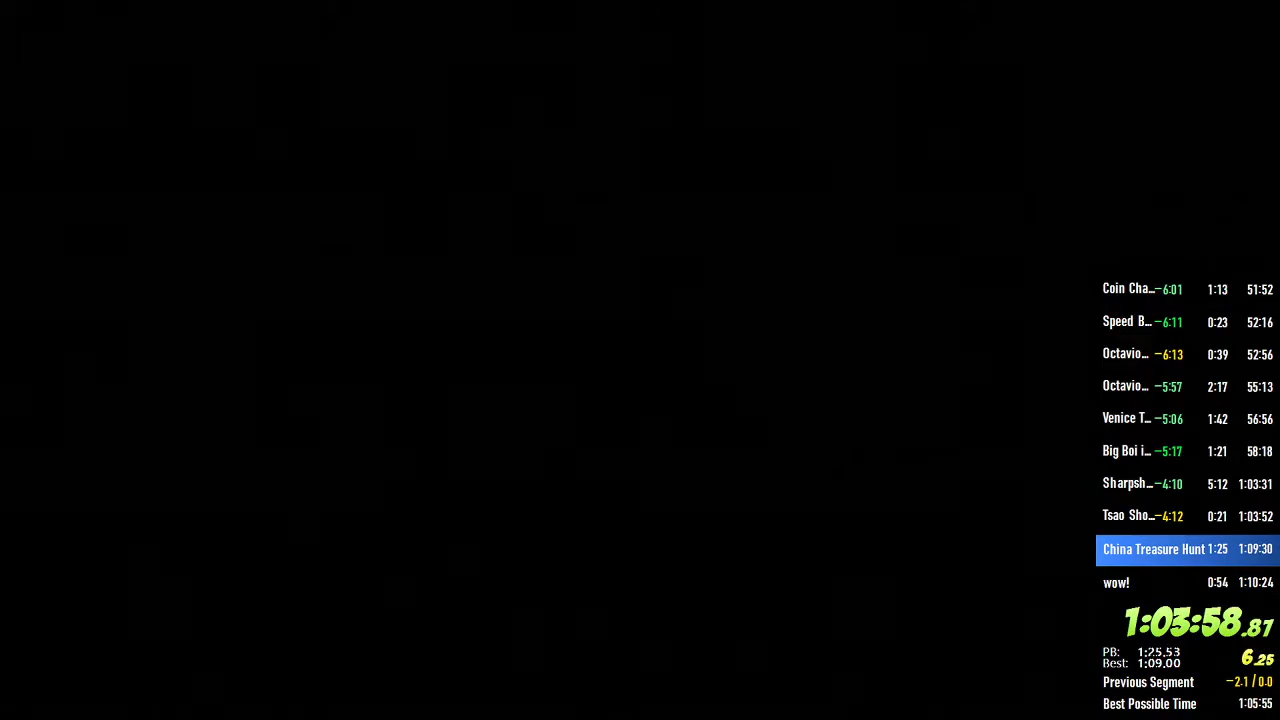 Coin Cha... −6:01 1:13 51:52
Speed B... −6:11 0:23 52:16
Octavio... −6:13 0:39 52:56
Octavio... −5:57 2:17 55:13
Venice T... −5:06 1:42 56:56
Big Boi i... −5:17 1:21 58:18
Sharpsh... −4:10 5:12 1:03:31
Tsao Sho... −4:12 0:21 1:03:52
China Treasure Hunt 1:25 1:09:30
wow! 0:54 1:10:24
1:03:58.87
PB: 1:25.53 6.25
Best: 1:09.00
Previous Segment −2.1 / 0.0
Best Possible Time 1:05:55